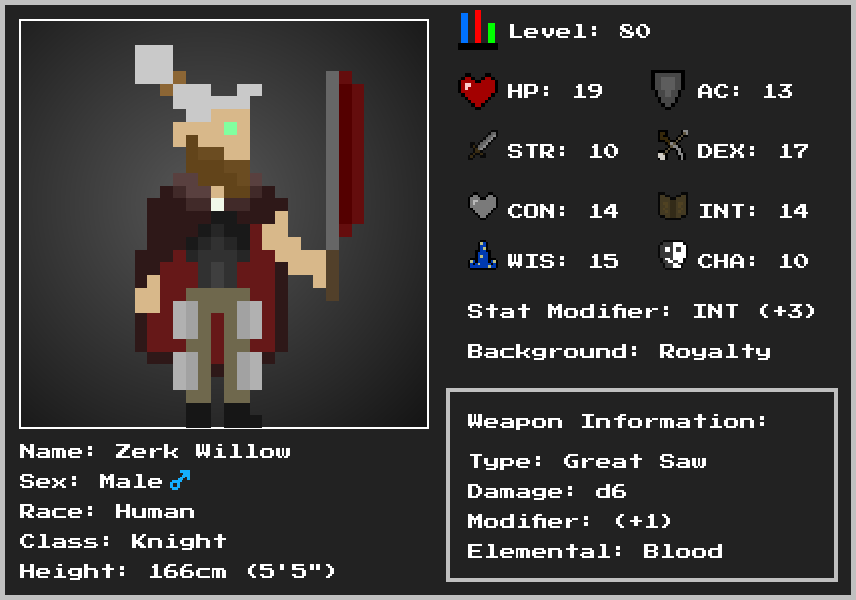 Level: 80
HP: 19
AC: 13
STR: 10
DEX: 17
CON: 14
INT: 14
WIS: 15
CHA: 10
Stat Modifier: INT (+3)
Background: Royalty
Weapon Information:
Type: Great Saw
Damage: d6
Modifier: (+1)
Elemental: Blood
Name: Zerk Willow
Sex: Male♂
Race: Human
Class: Knight
Height: 166cm (5'5")